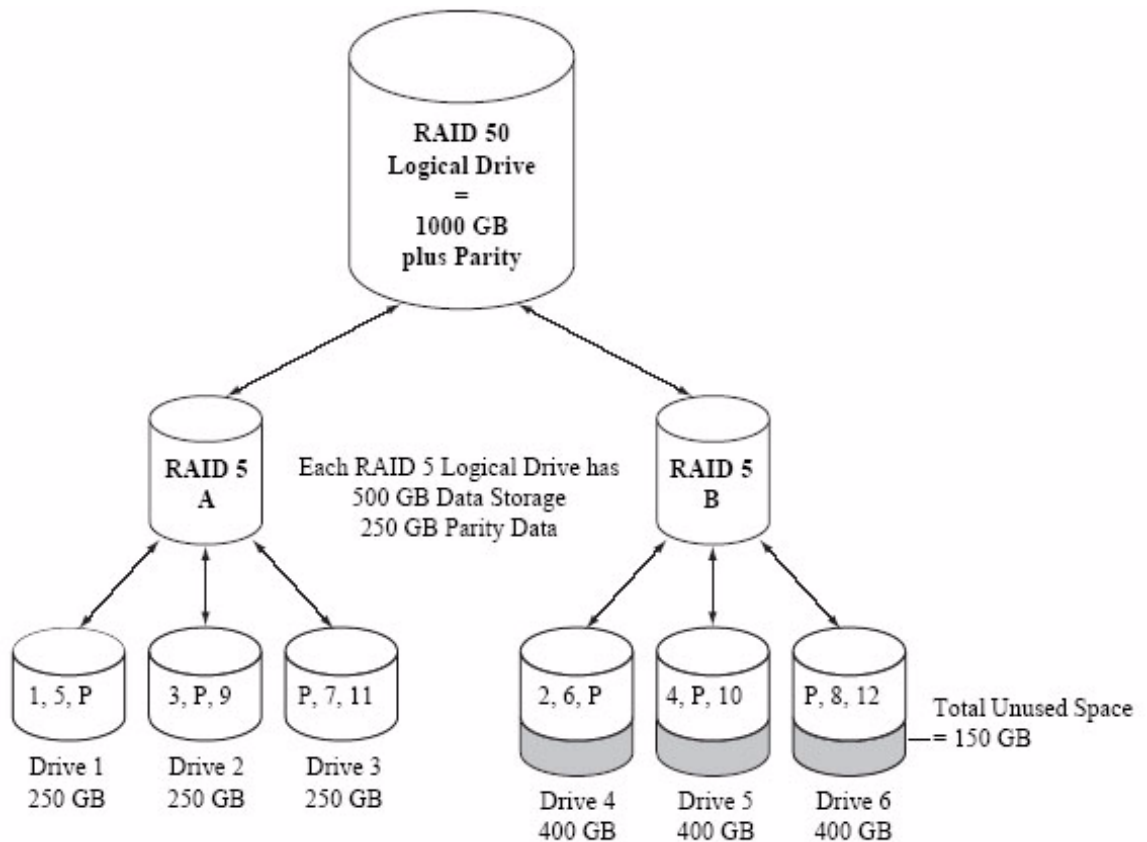 RAID 50
Logical Drive
=
1000 GB
plus Parity
RAID 5
A
Each RAID 5 Logical Drive has
500 GB Data Storage
250 GB Parity Data
RAID 5
B
1, 5, P
3, P, 9
P, 7, 11
2, 6, P
4, P, 10
P, 8, 12
Total Unused Space
= 150 GB
Drive 1
250 GB
Drive 2
250 GB
Drive 3
250 GB
Drive 4
400 GB
Drive 5
400 GB
Drive 6
400 GB